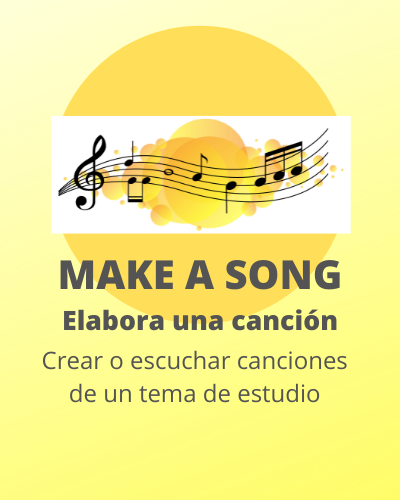 MAKE A SONG
Elabora una canción
Crear o escuchar canciones
de un tema de estudio